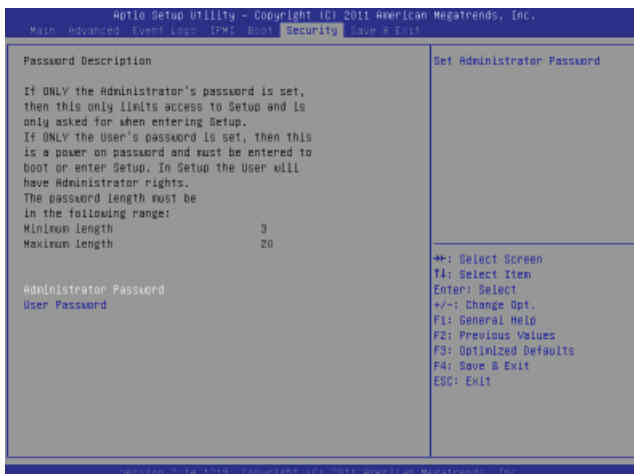 Aptio Setup Utility - Copyright (C) 2011 American Megatrends, Inc.
Main Advanced Event Logs IPMI Boot Security Save & Exit
Password Description
If ONLY the Administrator's password is set,
then this only limits access to Setup and is
only asked for when entering Setup.
If ONLY the User's password is set, then this
is a power on password and must be entered to
boot or enter Setup. In Setup the User will
have Administrator rights.
The password length must be
in the following range:
Minimum length 3
Maximum length 20
Administrator Password
User Password
Set Administrator Password
→←: Select Screen
↑↓: Select Item
Enter: Select
+/-: Change Opt.
F1: General Help
F2: Previous Values
F3: Optimized Defaults
F4: Save & Exit
ESC: Exit
Version 2.14.1219. Copyright (C) 2011 American Megatrends, Inc.